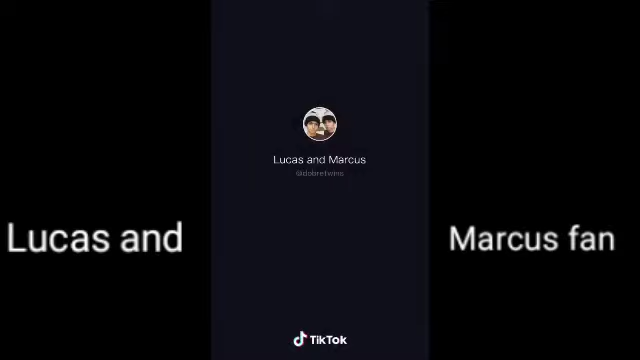 Lucas and Marcus
@dobretwins
Lucas and
Marcus fan
TikTok